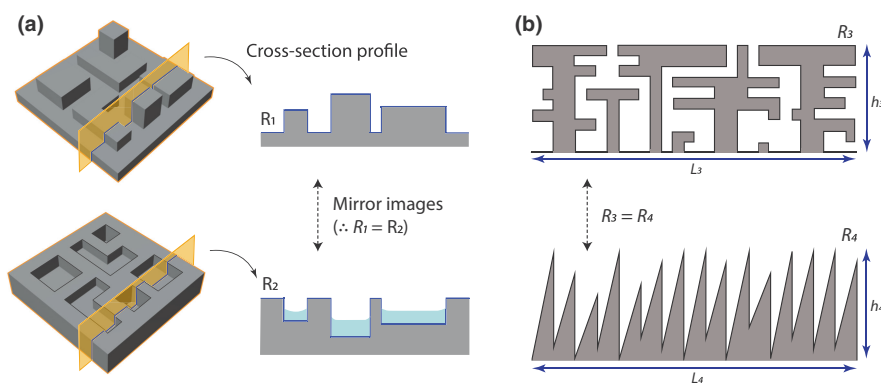 (a)
Cross-section profile
R₁
Mirror images
(∴ R₁ = R₂)
R₂
(b)
R₃
h₃
L₃
R₃ = R₄
R₄
h₄
L₄